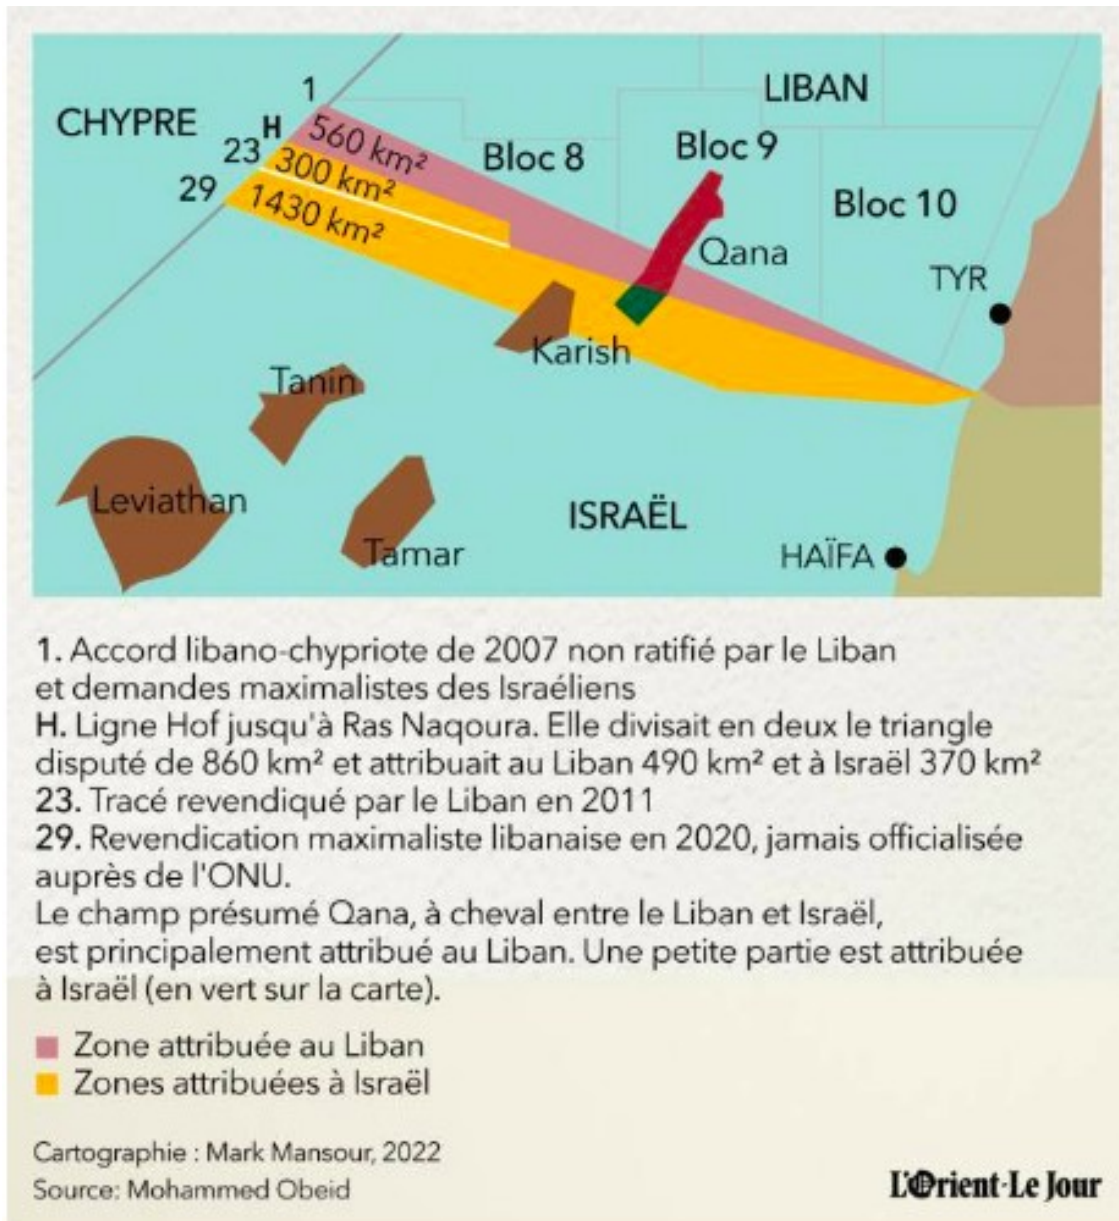 1
LIBAN
CHYPRE
H
560 km²
Bloc 8
Bloc 9
23
300 km²
29
1430 km²
Bloc 10
Qana
TYR
Karish
Tanin
Leviathan
ISRAËL
Tamar
HAÏFA
1. Accord libano-chypriote de 2007 non ratifié par le Liban
et demandes maximalistes des Israéliens
H. Ligne Hof jusqu'à Ras Naqoura. Elle divisait en deux le triangle
disputé de 860 km² et attribuait au Liban 490 km² et à Israël 370 km²
23. Tracé revendiqué par le Liban en 2011
29. Revendication maximaliste libanaise en 2020, jamais officialisée
auprès de l'ONU.
Le champ présumé Qana, à cheval entre le Liban et Israël,
est principalement attribué au Liban. Une petite partie est attribuée
à Israël (en vert sur la carte).
Zone attribuée au Liban
Zones attribuées à Israël
Cartographie : Mark Mansour, 2022
Source: Mohammed Obeid
L'Orient-Le Jour